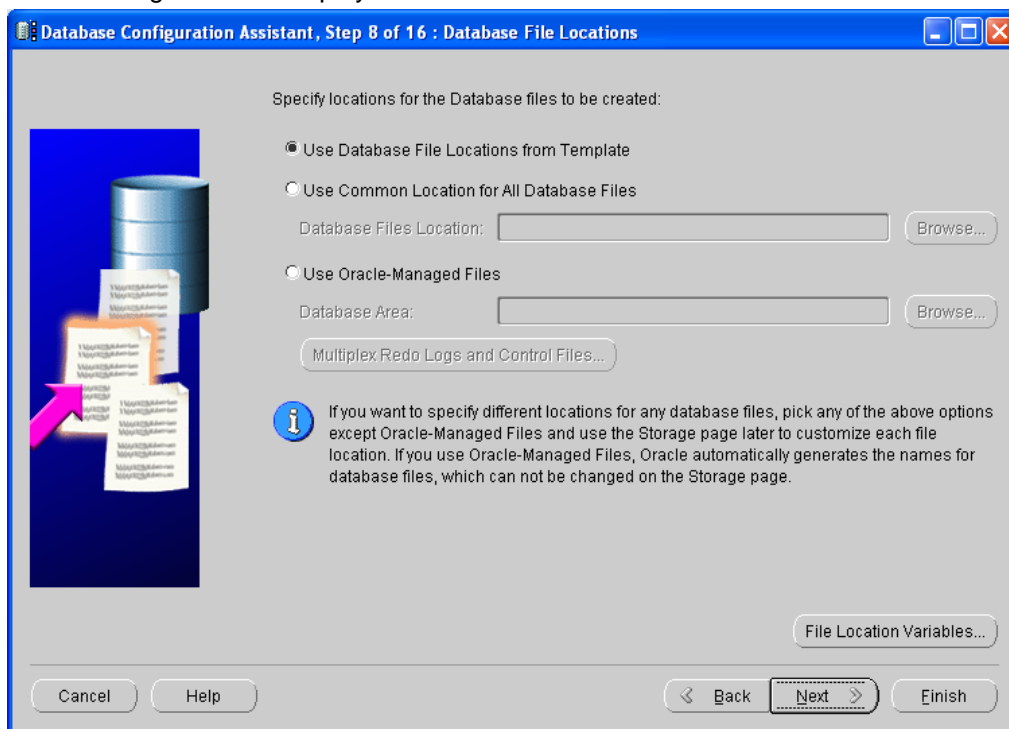 Database Configuration Assistant, Step 8 of 16 : Database File Locations
Specify locations for the Database files to be created:
Use Database File Locations from Template
Use Common Location for All Database Files
Database Files Location:
Browse...
Use Oracle-Managed Files
Database Area:
Browse...
Multiplex Redo Logs and Control Files...
If you want to specify different locations for any database files, pick any of the above options
except Oracle-Managed Files and use the Storage page later to customize each file
location. If you use Oracle-Managed Files, Oracle automatically generates the names for
database files, which can not be changed on the Storage page.
File Location Variables...
Cancel
Help
Back
Next
Finish